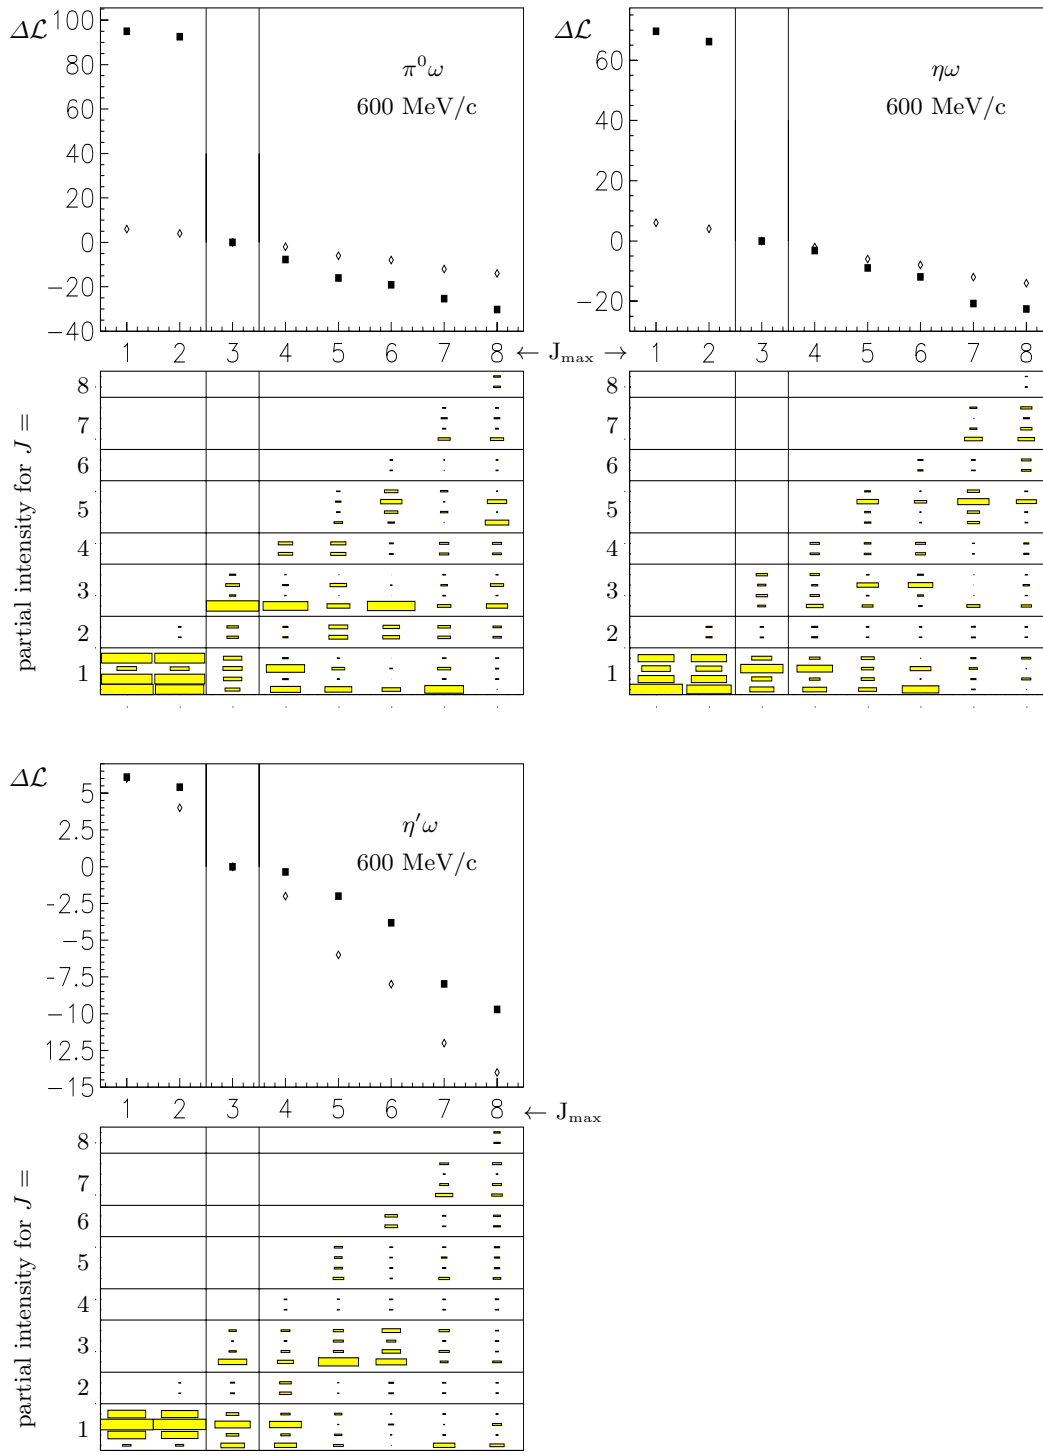 Δℒ
100
80
60
40
20
0
−20
−40
π⁰ω
600 MeV/c
1 2 3 4 5 6 7 8
← J_max →
Δℒ
60
40
20
0
−20
ηω
600 MeV/c
1 2 3 4 5 6 7 8
partial intensity for J =
8
7
6
5
4
3
2
1
8
7
6
5
4
3
2
1
Δℒ
5
2.5
0
-2.5
-5
-7.5
-10
12.5
-15
η′ω
600 MeV/c
1 2 3 4 5 6 7 8
← J_max
partial intensity for J =
8
7
6
5
4
3
2
1